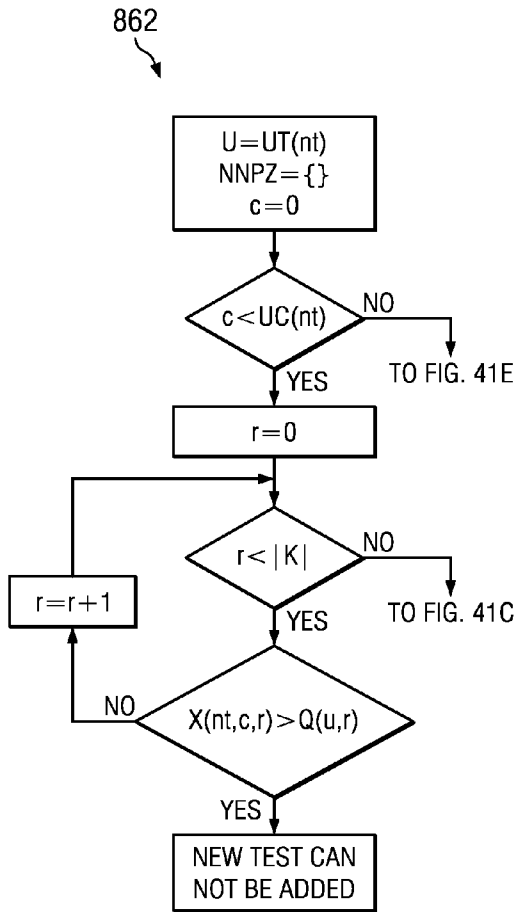 862
U=UT(nt)
NNPZ={}
c=0
c<UC(nt)
NO
TO FIG. 41E
YES
r=0
r<|K|
NO
TO FIG. 41C
r=r+1
YES
NO
X(nt,c,r)>Q(u,r)
YES
NEW TEST CAN
NOT BE ADDED